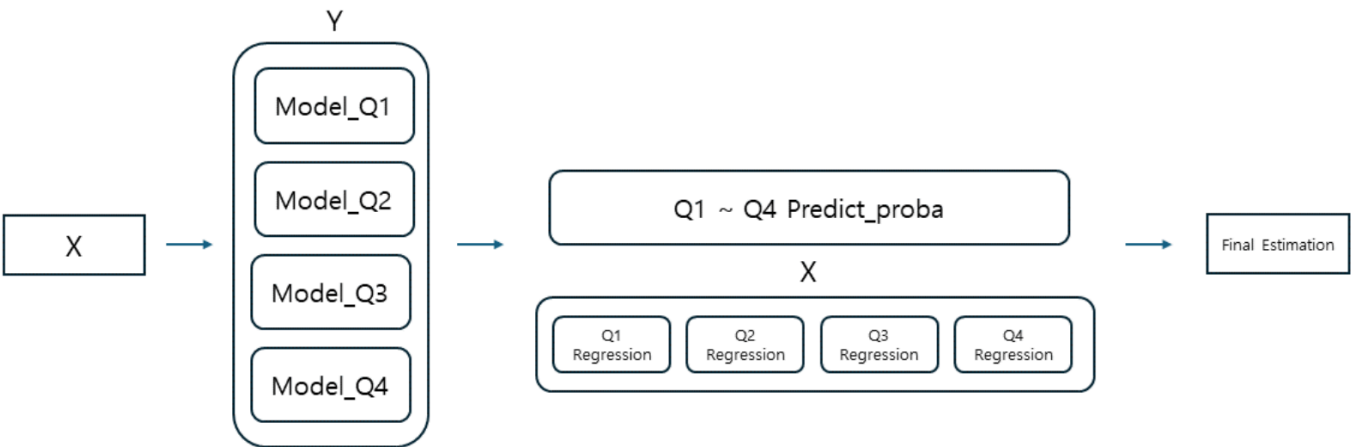 Y
Model_Q1
Model_Q2
Model_Q3
Model_Q4
X
Q1 ~ Q4 Predict_proba
X
Q1
Regression
Q2
Regression
Q3
Regression
Q4
Regression
Final Estimation